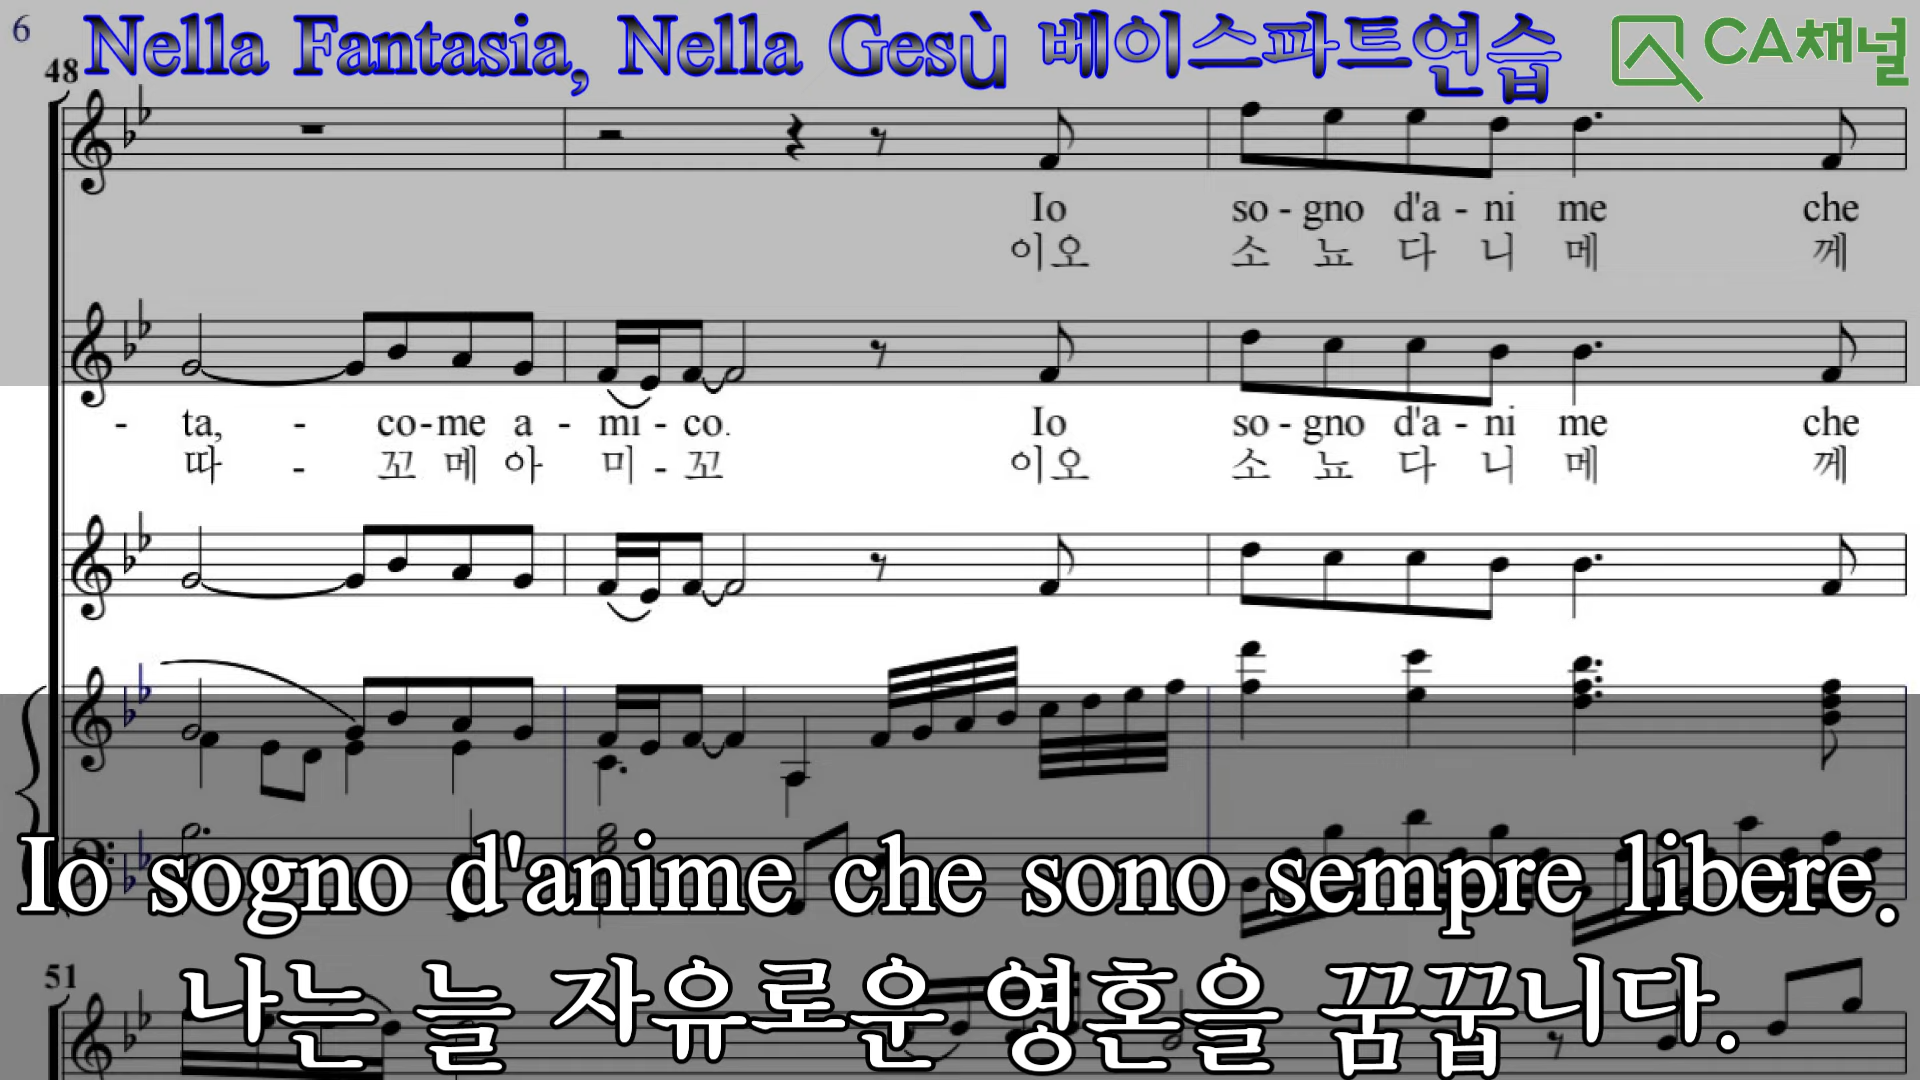 6
Nella Fantasia, Nella Gesù 베이스파트연습
CA채널
48
Io so - gno d'a - ni me che
이오 소 뇨 다 니 메 께
- ta, - co-me a - mi - co. Io so - gno d'a - ni me che
따 - 꼬 메 아 미 - 꼬 이오 소 뇨 다 니 메 께
Io sogno d'anime che sono sempre libere.
나는 늘 자유로운 영혼을 꿈꿉니다.
51